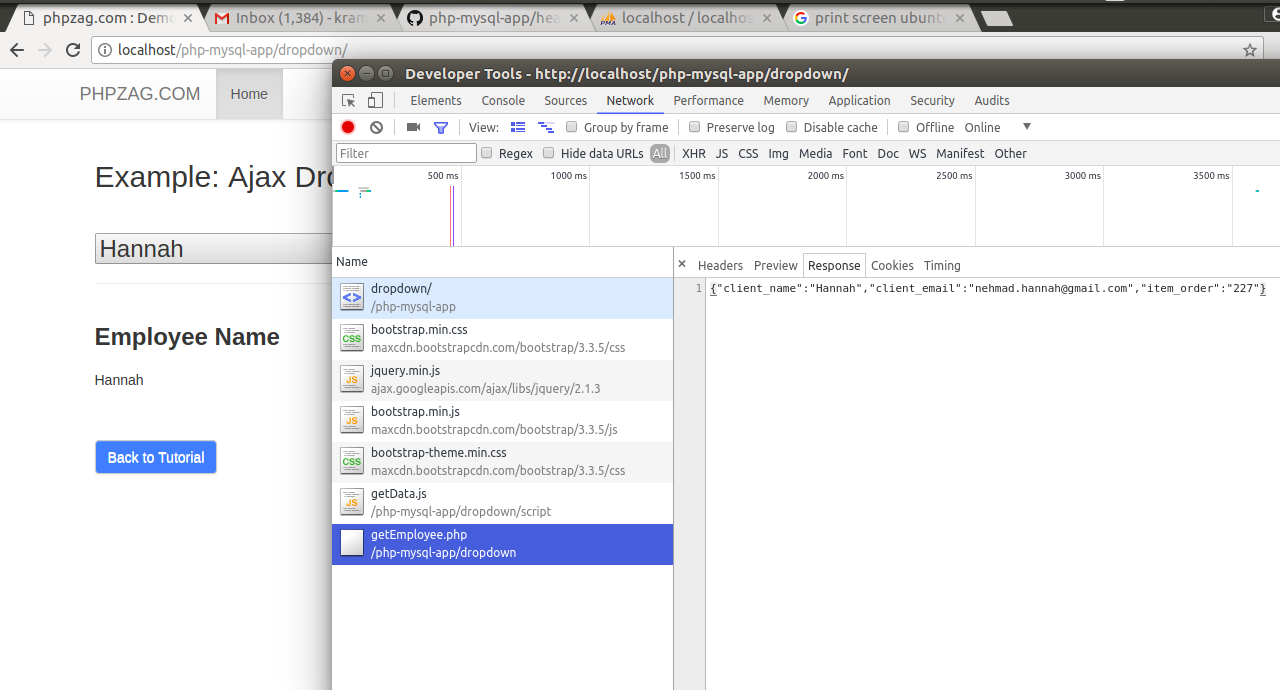 phpzag.com : Demo
Inbox (1,384) - kram
php-mysql-app/hea
localhost / localhos
print screen ubuntu
localhost/php-mysql-app/dropdown/
PHPZAG.COM Home
Example: Ajax Dro
Hannah
Employee Name
Hannah
Back to Tutorial
Developer Tools - http://localhost/php-mysql-app/dropdown/
Elements Console Sources Network Performance Memory Application Security Audits
View: Group by frame Preserve log Disable cache Offline Online
Filter Regex Hide data URLs All XHR JS CSS Img Media Font Doc WS Manifest Other
500 ms 1000 ms 1500 ms 2000 ms 2500 ms 3000 ms 3500 ms
Name
dropdown/
/php-mysql-app
bootstrap.min.css
maxcdn.bootstrapcdn.com/bootstrap/3.3.5/css
jquery.min.js
ajax.googleapis.com/ajax/libs/jquery/2.1.3
bootstrap.min.js
maxcdn.bootstrapcdn.com/bootstrap/3.3.5/js
bootstrap-theme.min.css
maxcdn.bootstrapcdn.com/bootstrap/3.3.5/css
getData.js
/php-mysql-app/dropdown/script
getEmployee.php
/php-mysql-app/dropdown
× Headers Preview Response Cookies Timing
1 {"client_name":"Hannah","client_email":"nehmad.hannah@gmail.com","item_order":"227"}